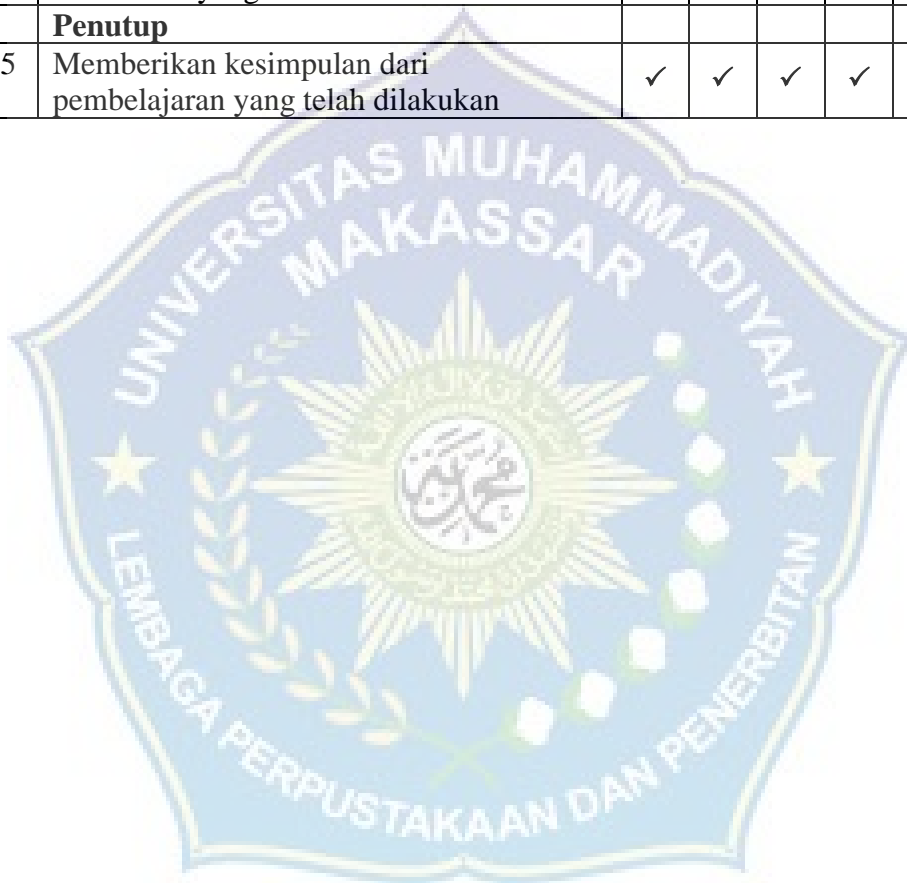 Penutup
5 Memberikan kesimpulan dari ✓ ✓ ✓ ✓
pembelajaran yang telah dilakukan
UNIVERSITAS MUHAMMADIYAH
MAKASSAR
LEMBAGA PERPUSTAKAAN DAN PENERBITAN